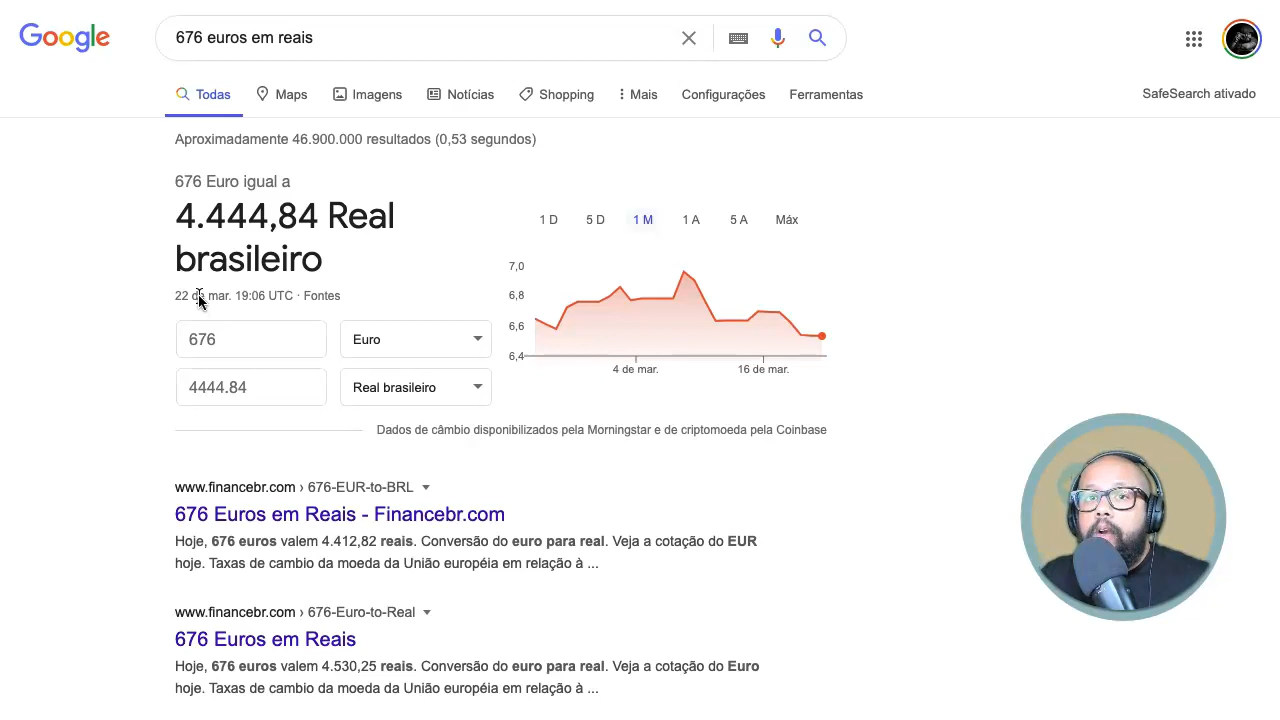 Google
676 euros em reais
Todas Maps Imagens Notícias Shopping Mais Configurações Ferramentas
SafeSearch ativado
Aproximadamente 46.900.000 resultados (0,53 segundos)
676 Euro igual a
4.444,84 Real
brasileiro
22 de mar. 19:06 UTC · Fontes
676 Euro
4444.84 Real brasileiro
1 D 5 D 1 M 1 A 5 A Máx
7,0
6,8
6,6
6,4
4 de mar. 16 de mar.
Dados de câmbio disponibilizados pela Morningstar e de criptomoeda pela Coinbase
www.financebr.com › 676-EUR-to-BRL
676 Euros em Reais - Financebr.com
Hoje, 676 euros valem 4.412,82 reais. Conversão do euro para real. Veja a cotação do EUR
hoje. Taxas de cambio da moeda da União européia em relação à ...
www.financebr.com › 676-Euro-to-Real
676 Euros em Reais
Hoje, 676 euros valem 4.530,25 reais. Conversão do euro para real. Veja a cotação do Euro
hoje. Taxas de cambio da moeda da União européia em relação à ...